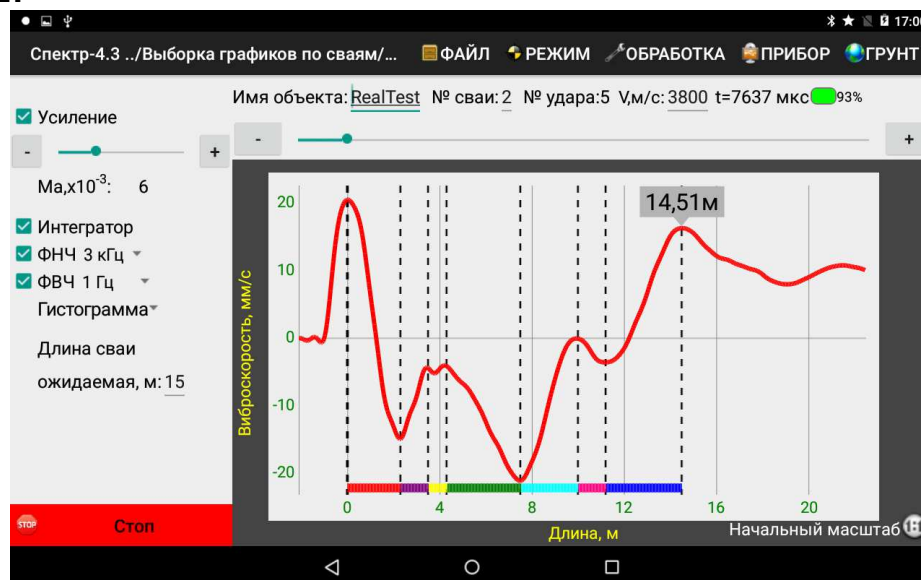 17:00
Спектр-4.3 ../Выборка графиков по сваям/... ФАЙЛ РЕЖИМ ОБРАБОТКА ПРИБОР ГРУНТ
Имя объекта: RealTest № сваи: 2 № удара:5 V,м/с: 3800 t=7637 мкс 93%
Усиление
- +
- +
Ма,х10⁻³: 6
Интегратор
ФНЧ 3 кГц
ФВЧ 1 Гц
Гистограмма
Длина сваи
ожидаемая, м: 15
14,51м
Виброскорость, мм/с
20
10
0
-10
-20
0 4 8 12 16 20
Длина, м
Начальный масштаб
STOP Стоп